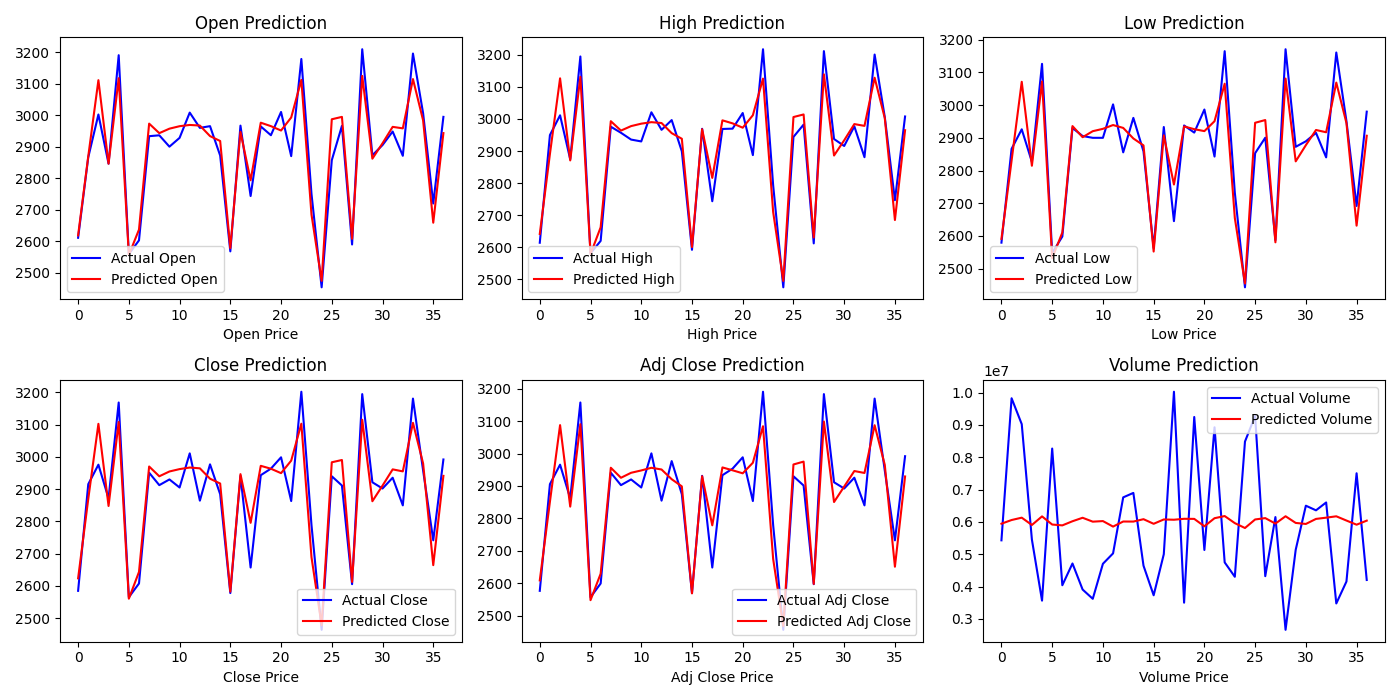 Open Prediction
3200
3100
3000
2900
2800
2700
2600
2500
Actual Open
Predicted Open
0 5 10 15 20 25 30 35
Open Price
High Prediction
3200
3100
3000
2900
2800
2700
2600
2500
Actual High
Predicted High
0 5 10 15 20 25 30 35
High Price
Low Prediction
3200
3100
3000
2900
2800
2700
2600
2500
Actual Low
Predicted Low
0 5 10 15 20 25 30 35
Low Price
Close Prediction
3200
3100
3000
2900
2800
2700
2600
2500
Actual Close
Predicted Close
0 5 10 15 20 25 30 35
Close Price
Adj Close Prediction
3200
3100
3000
2900
2800
2700
2600
2500
Actual Adj Close
Predicted Adj Close
0 5 10 15 20 25 30 35
Adj Close Price
Volume Prediction
1e7
1.0
0.9
0.8
0.7
0.6
0.5
0.4
0.3
Actual Volume
Predicted Volume
0 5 10 15 20 25 30 35
Volume Price